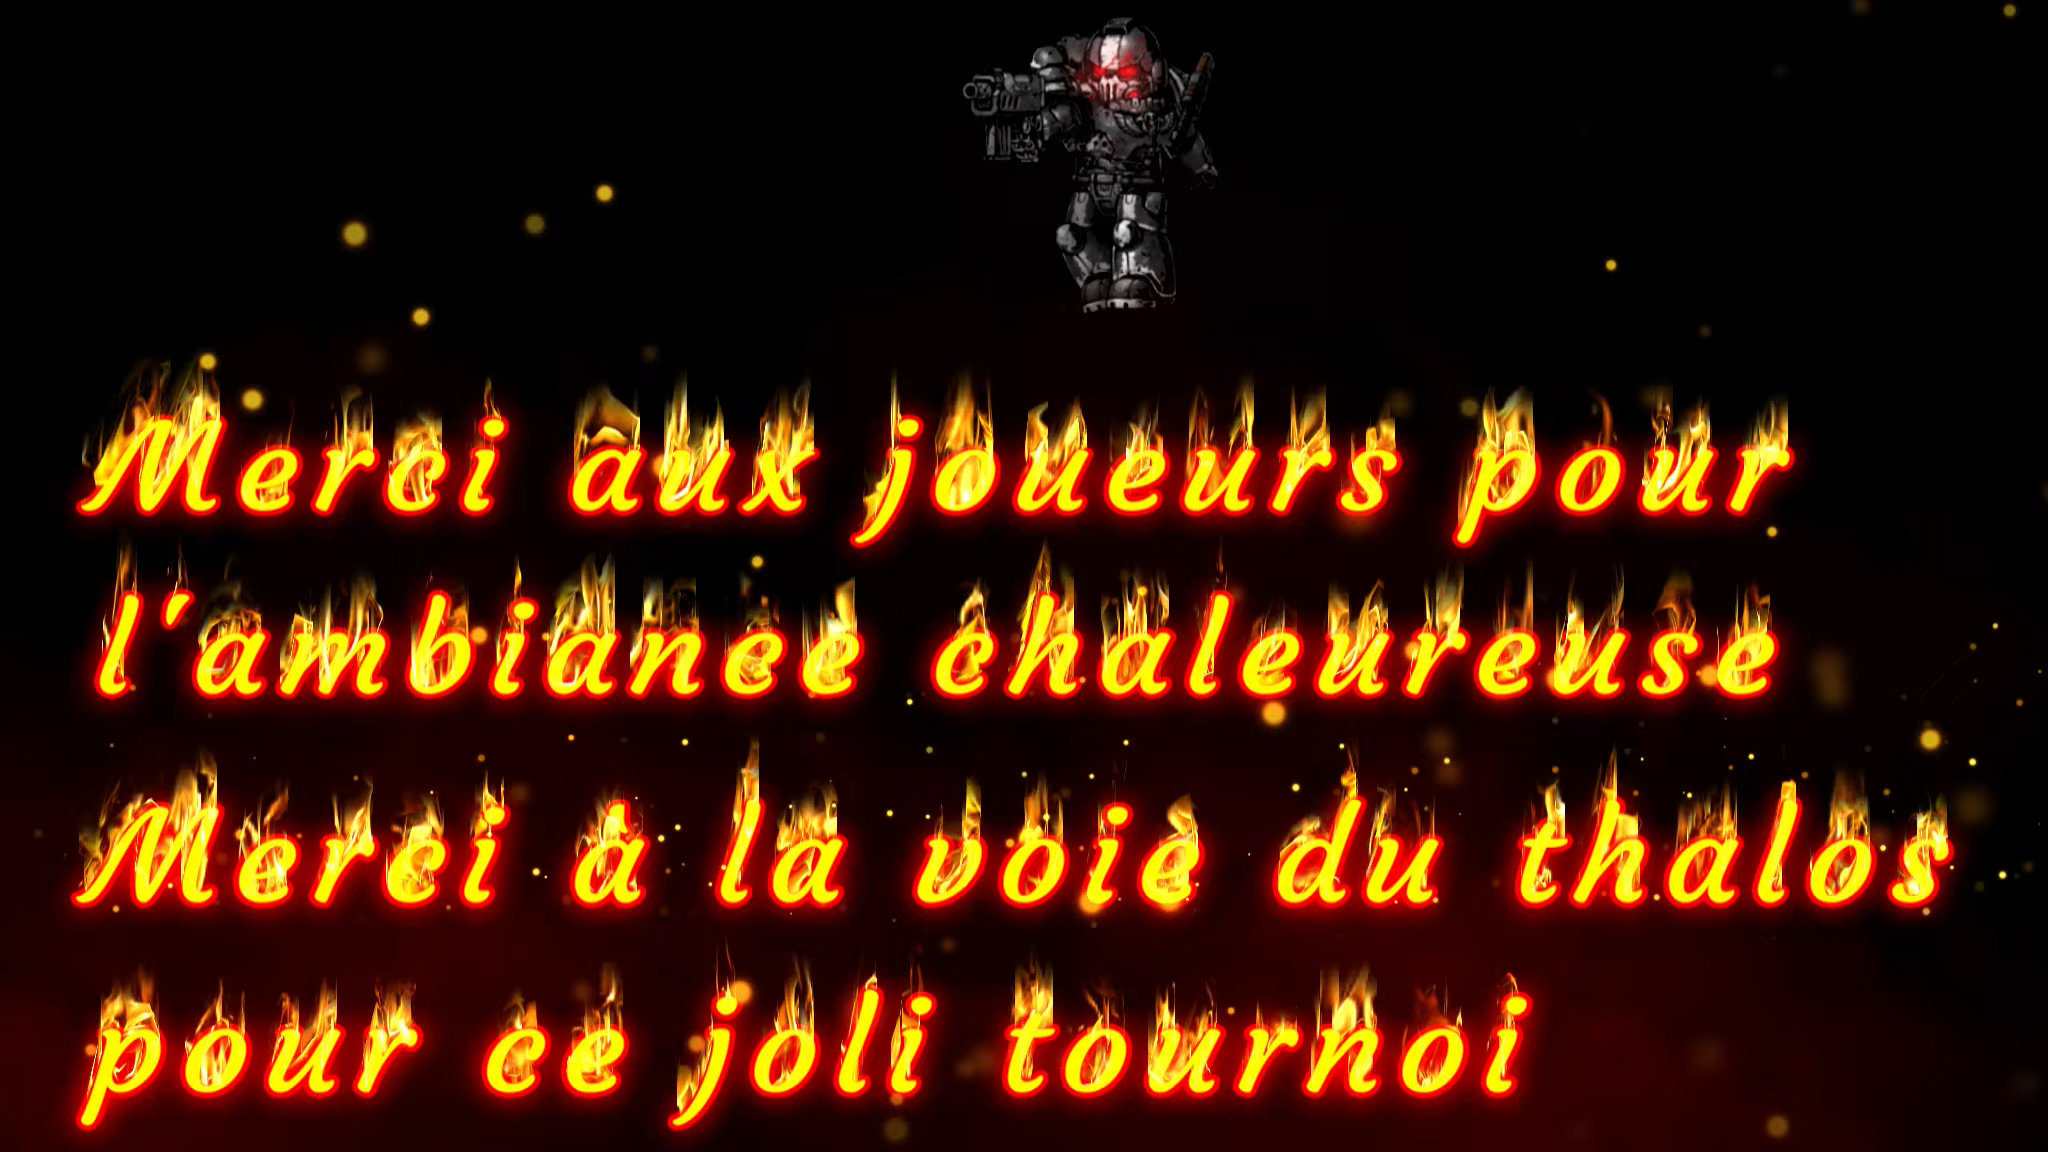 Merci aux joueurs pour
l'ambiance chaleureuse
Merci à la voie du thalos
pour ce joli tournoi